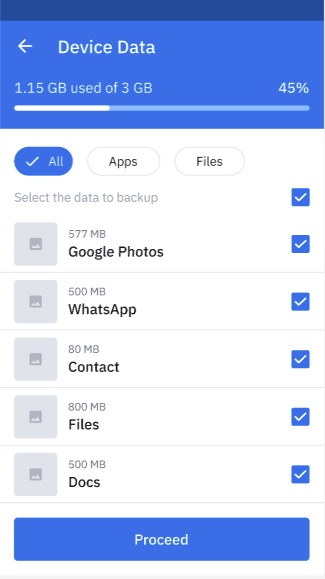 Device Data
1.15 GB used of 3 GB 45%
All Apps Files
Select the data to backup
577 MB
Google Photos
500 MB
WhatsApp
80 MB
Contact
800 MB
Files
500 MB
Docs
Proceed